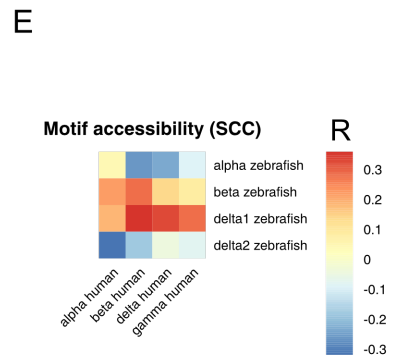 E
Motif accessibility (SCC)
R
alpha zebrafish
beta zebrafish
delta1 zebrafish
delta2 zebrafish
alpha human
beta human
delta human
gamma human
0.3
0.2
0.1
0
-0.1
-0.2
-0.3